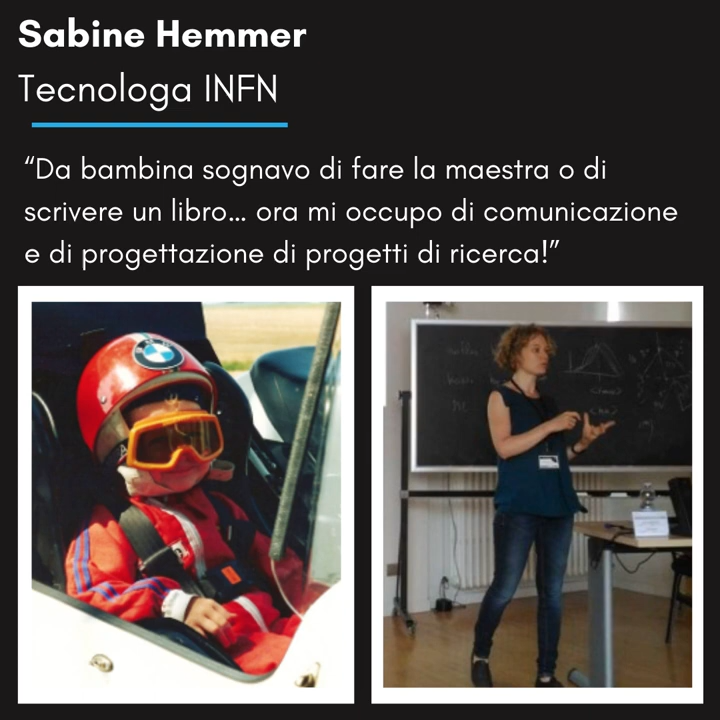 Sabine Hemmer
Tecnologa INFN
“Da bambina sognavo di fare la maestra o di
scrivere un libro... ora mi occupo di comunicazione
e di progettazione di progetti di ricerca!”
BMW